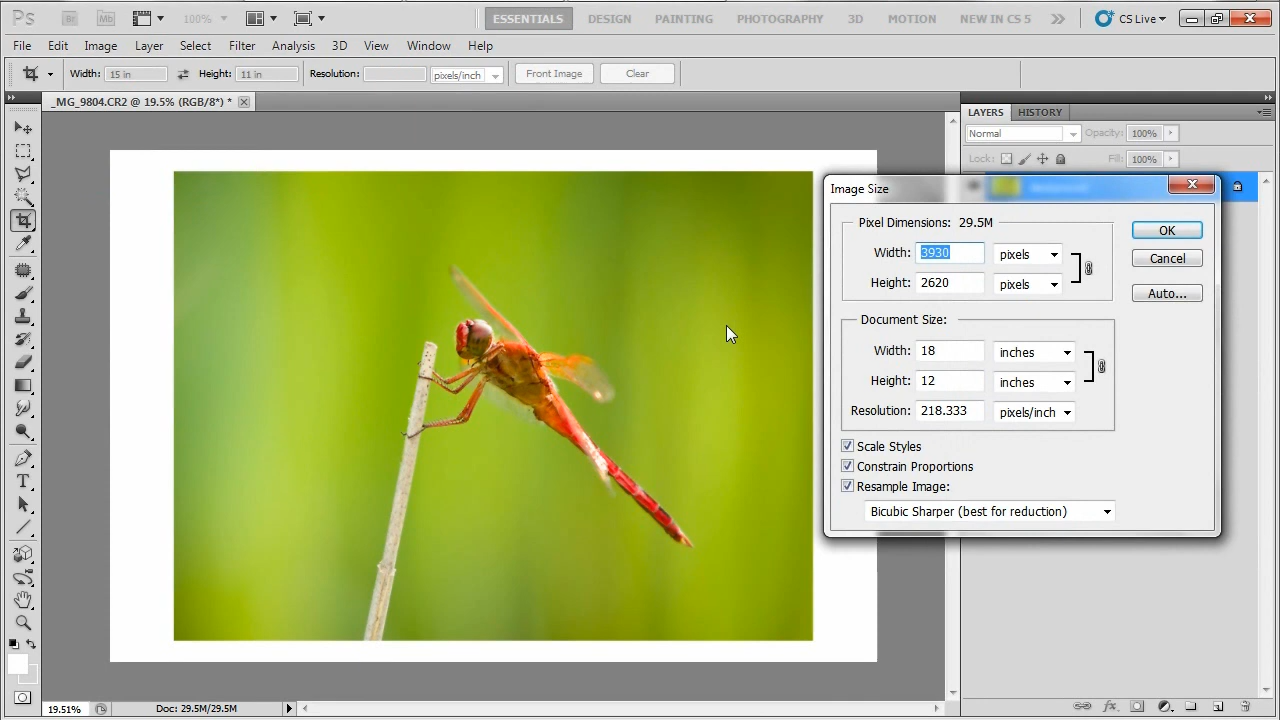 Ps Br Mb 100% ESSENTIALS DESIGN PAINTING PHOTOGRAPHY 3D MOTION NEW IN CS 5 CS Live
File Edit Image Layer Select Filter Analysis 3D View Window Help
Width: 15 in Height: 11 in Resolution: pixels/inch Front Image Clear
_MG_9804.CR2 @ 19.5% (RGB/8*) *
LAYERS HISTORY
Normal Opacity: 100%
Lock: Fill: 100%
Image Size
Pixel Dimensions: 29.5M
Width: 3930 pixels
Height: 2620 pixels
OK
Cancel
Auto...
Document Size:
Width: 18 inches
Height: 12 inches
Resolution: 218.333 pixels/inch
Scale Styles
Constrain Proportions
Resample Image:
Bicubic Sharper (best for reduction)
19.51% Doc: 29.5M/29.5M